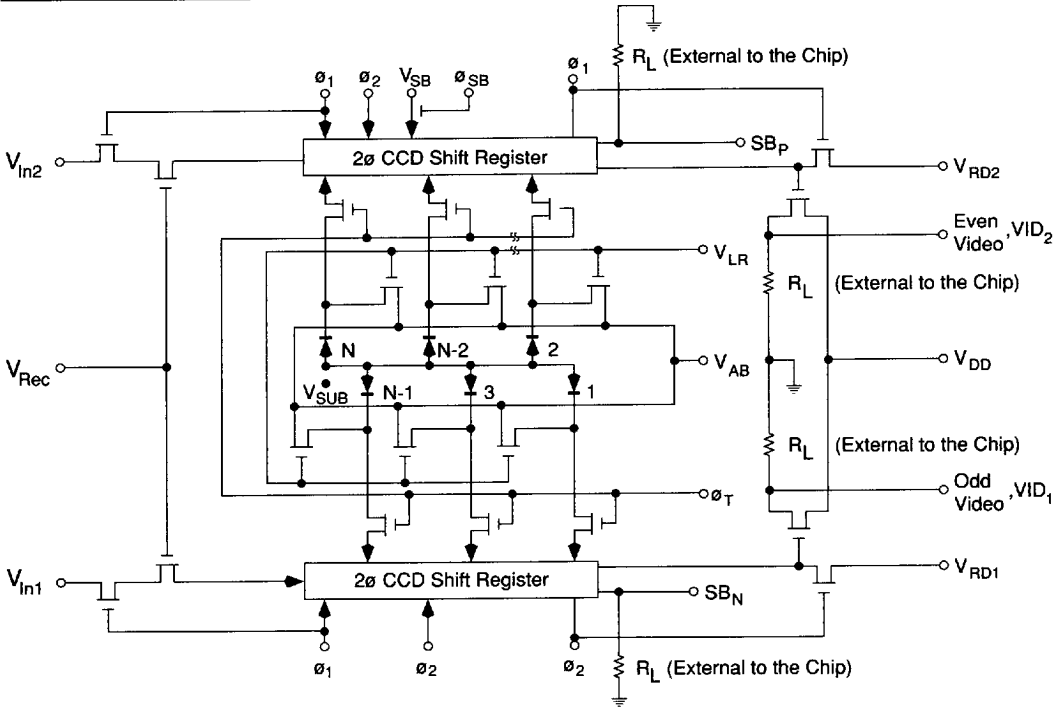 R_L (External to the Chip)
ø1 ø2 V_SB ø_SB ø1
V_In2
2ø CCD Shift Register
SB_P
V_RD2
Even
Video ,VID2
V_LR
R_L (External to the Chip)
N N-2 2
V_Rec
V_AB
V_DD
V_SUB N-1 3 1
R_L (External to the Chip)
Odd
Video ,VID1
ø_T
V_In1
2ø CCD Shift Register
V_RD1
SB_N
ø1 ø2 ø2
R_L (External to the Chip)